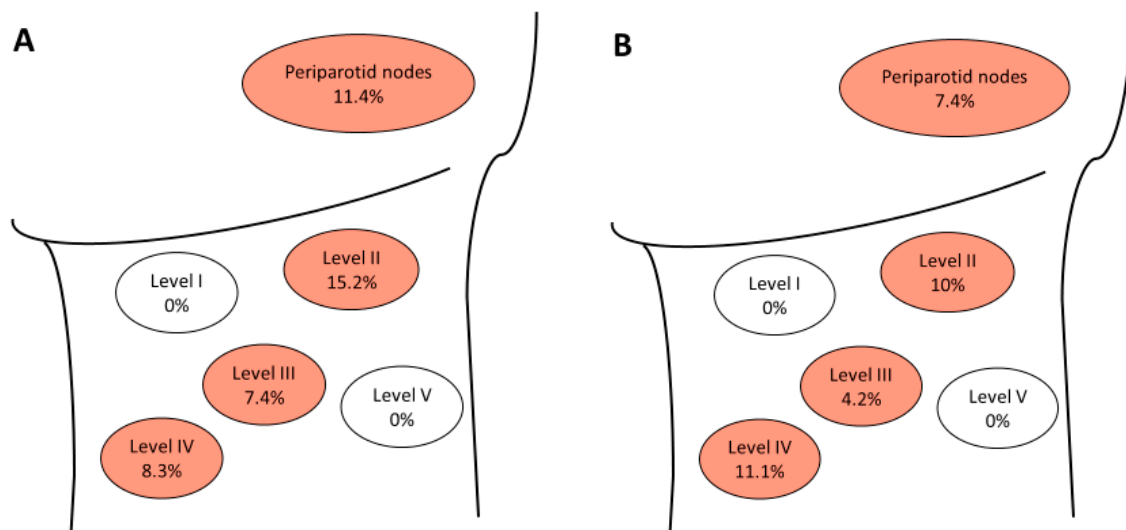 A
Periparotid nodes
11.4%
Level I
0%
Level II
15.2%
Level III
7.4%
Level V
0%
Level IV
8.3%
B
Periparotid nodes
7.4%
Level I
0%
Level II
10%
Level III
4.2%
Level V
0%
Level IV
11.1%